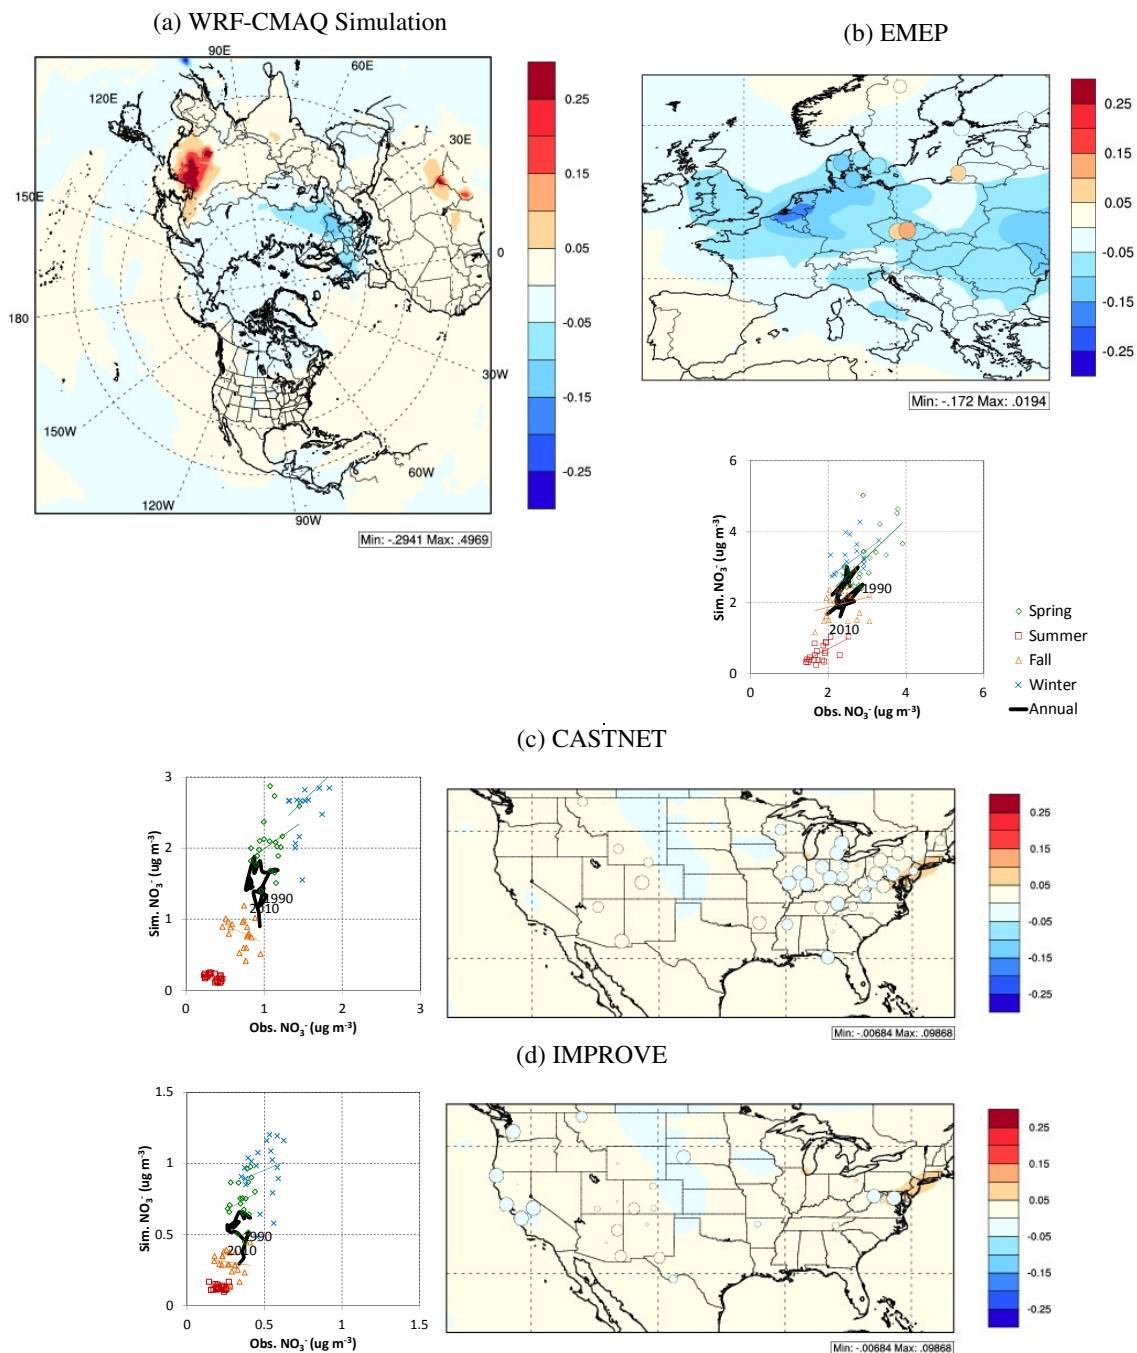 (a) WRF-CMAQ Simulation
90E
60E
120E
30E
150E
0
180
30W
150W
60W
120W
90W
0.25
0.15
0.05
-0.05
-0.15
-0.25
Min: -.2941 Max: .4969
(b) EMEP
0.25
0.15
0.05
-0.05
-0.15
-0.25
Min: -.172 Max: .0194
Sim. NO₃⁻ (ug m⁻³)
6
4
2
0
1990
2010
0 2 4 6
Obs. NO₃⁻ (ug m⁻³)
Spring
Summer
Fall
Winter
Annual
(c) CASTNET
Sim. NO₃⁻ (ug m⁻³)
3
2
1
0
1990
2010
0 1 2 3
Obs. NO₃⁻ (ug m⁻³)
0.25
0.15
0.05
-0.05
-0.15
-0.25
Min: -.00684 Max: .09868
(d) IMPROVE
Sim. NO₃⁻ (ug m⁻³)
1.5
1
0.5
0
1990
2010
0 0.5 1 1.5
Obs. NO₃⁻ (ug m⁻³)
0.25
0.15
0.05
-0.05
-0.15
-0.25
Min: -.00684 Max: .09868